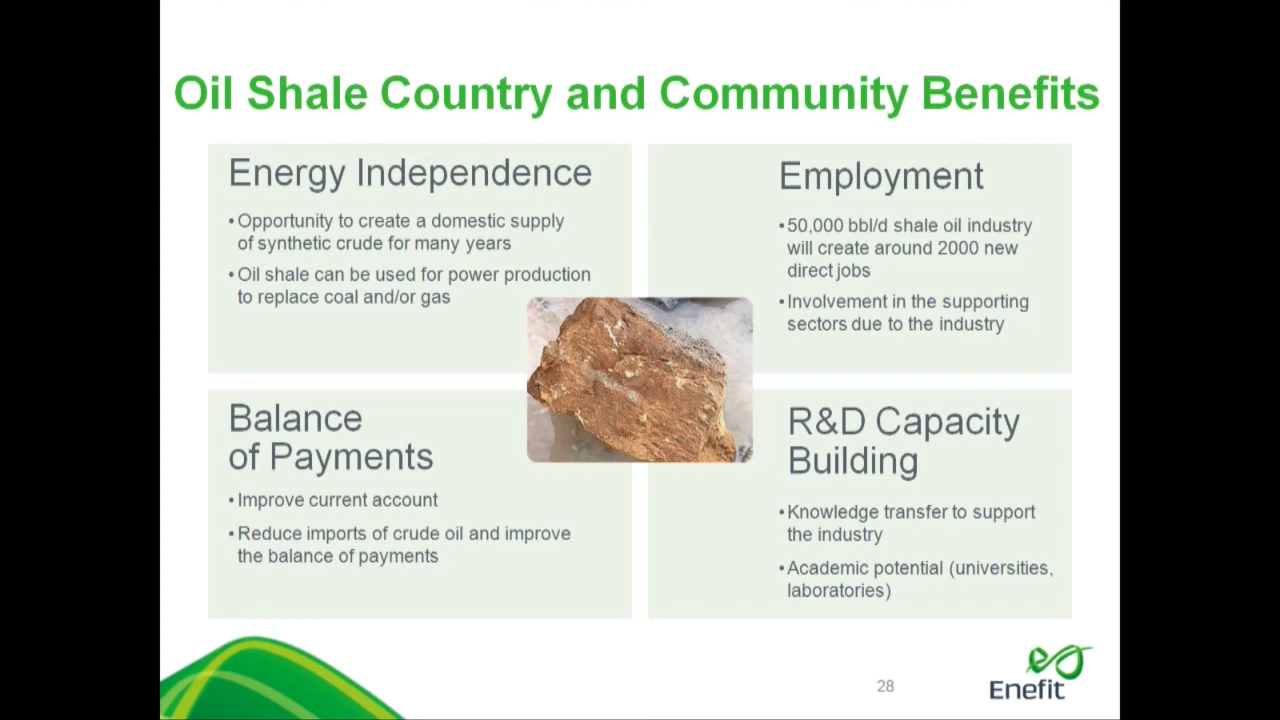 Oil Shale Country and Community Benefits
Energy Independence
•Opportunity to create a domestic supply
of synthetic crude for many years
•Oil shale can be used for power production
to replace coal and/or gas
Employment
•50,000 bbl/d shale oil industry
will create around 2000 new
direct jobs
•Involvement in the supporting
sectors due to the industry
Balance
of Payments
•Improve current account
•Reduce imports of crude oil and improve
the balance of payments
R&D Capacity
Building
•Knowledge transfer to support
the industry
•Academic potential (universities,
laboratories)
28
Enefit